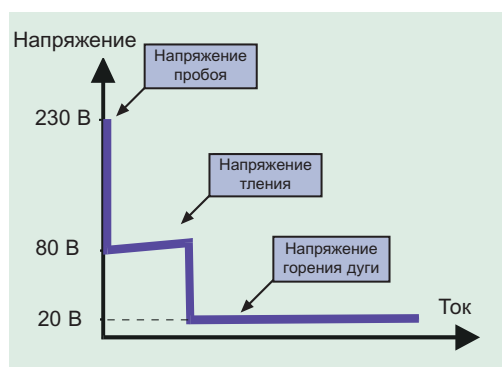 Напряжение
Напряжение
пробоя
230 В
Напряжение
тления
80 В
Напряжение
горения дуги
20 В
Ток